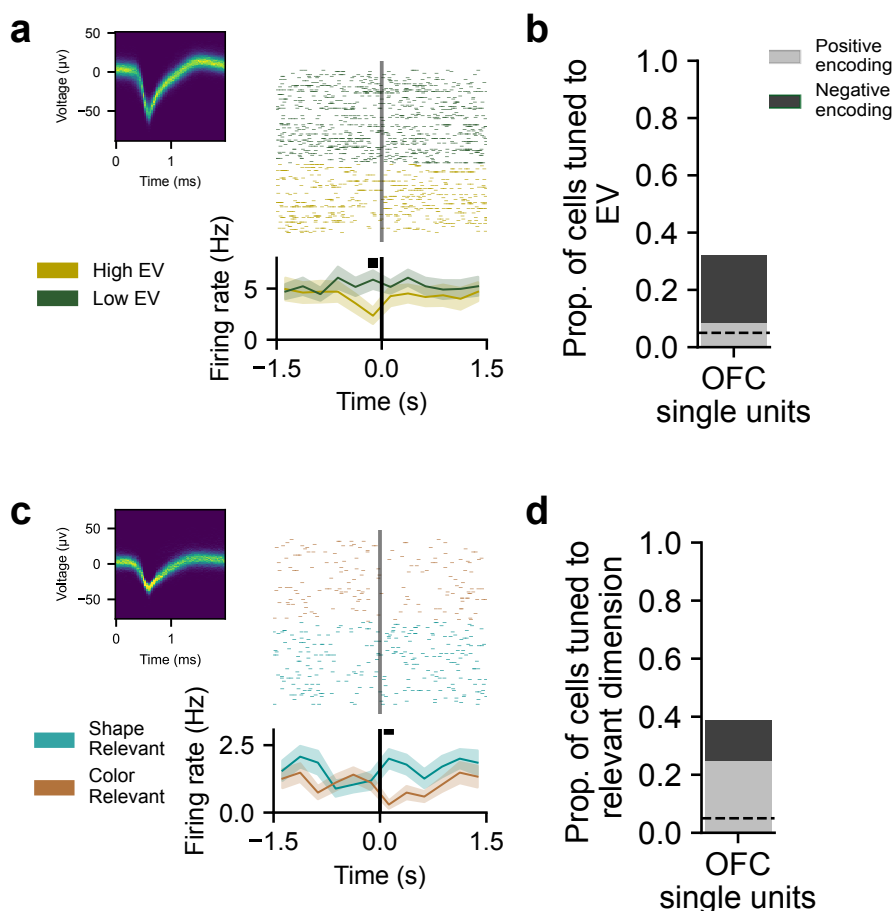 a
50
0
−50
Voltage (µv)
0
1
Time (ms)
High EV
Low EV
5
0
Firing rate (Hz)
−1.5
0.0
1.5
Time (s)
b
Positive
encoding
Negative
encoding
1.0
0.8
0.6
0.4
0.2
0.0
Prop. of cells tuned to
EV
OFC
single units
c
50
0
−50
Voltage (µv)
0
1
Time (ms)
Shape
Relevant
Color
Relevant
2.5
0.0
Firing rate (Hz)
−1.5
0.0
1.5
Time (s)
d
1.0
0.8
0.6
0.4
0.2
0.0
Prop. of cells tuned to
relevant dimension
OFC
single units